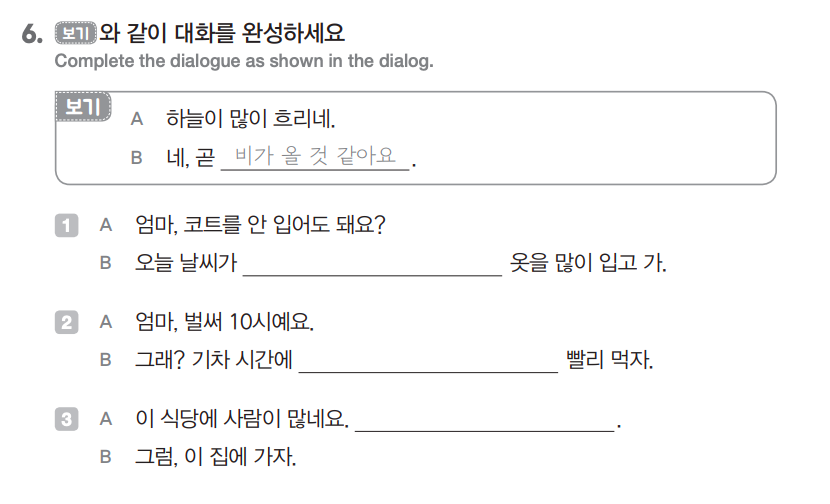 6. 보기 와 같이 대화를 완성하세요
Complete the dialogue as shown in the dialog.
보기
A 하늘이 많이 흐리네.
B 네, 곧 비가 올 것 같아요.
1 A 엄마, 코트를 안 입어도 돼요?
B 오늘 날씨가 ____________________ 옷을 많이 입고 가.
2 A 엄마, 벌써 10시예요.
B 그래? 기차 시간에 ____________________ 빨리 먹자.
3 A 이 식당에 사람이 많네요. ____________________.
B 그럼, 이 집에 가자.